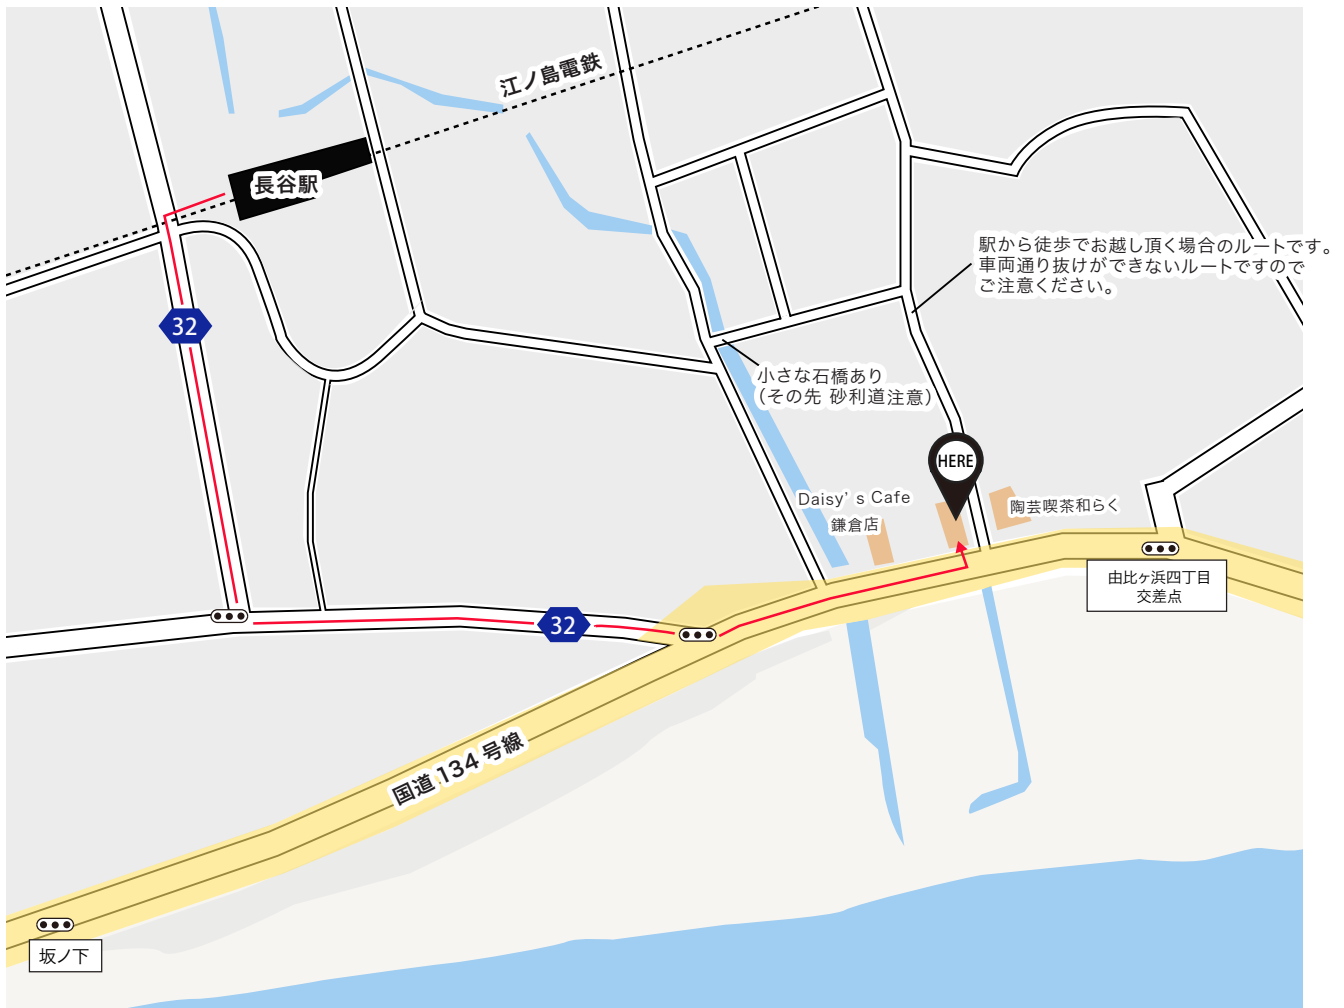 江ノ島電鉄
長谷駅
駅から徒歩でお越し頂く場合のルートです。
車両通り抜けができないルートですので
ご注意ください。
32
小さな石橋あり
（その先 砂利道注意）
HERE
Daisy’s Cafe
鎌倉店
陶芸喫茶和らく
由比ヶ浜四丁目
交差点
32
国道134号線
坂ノ下